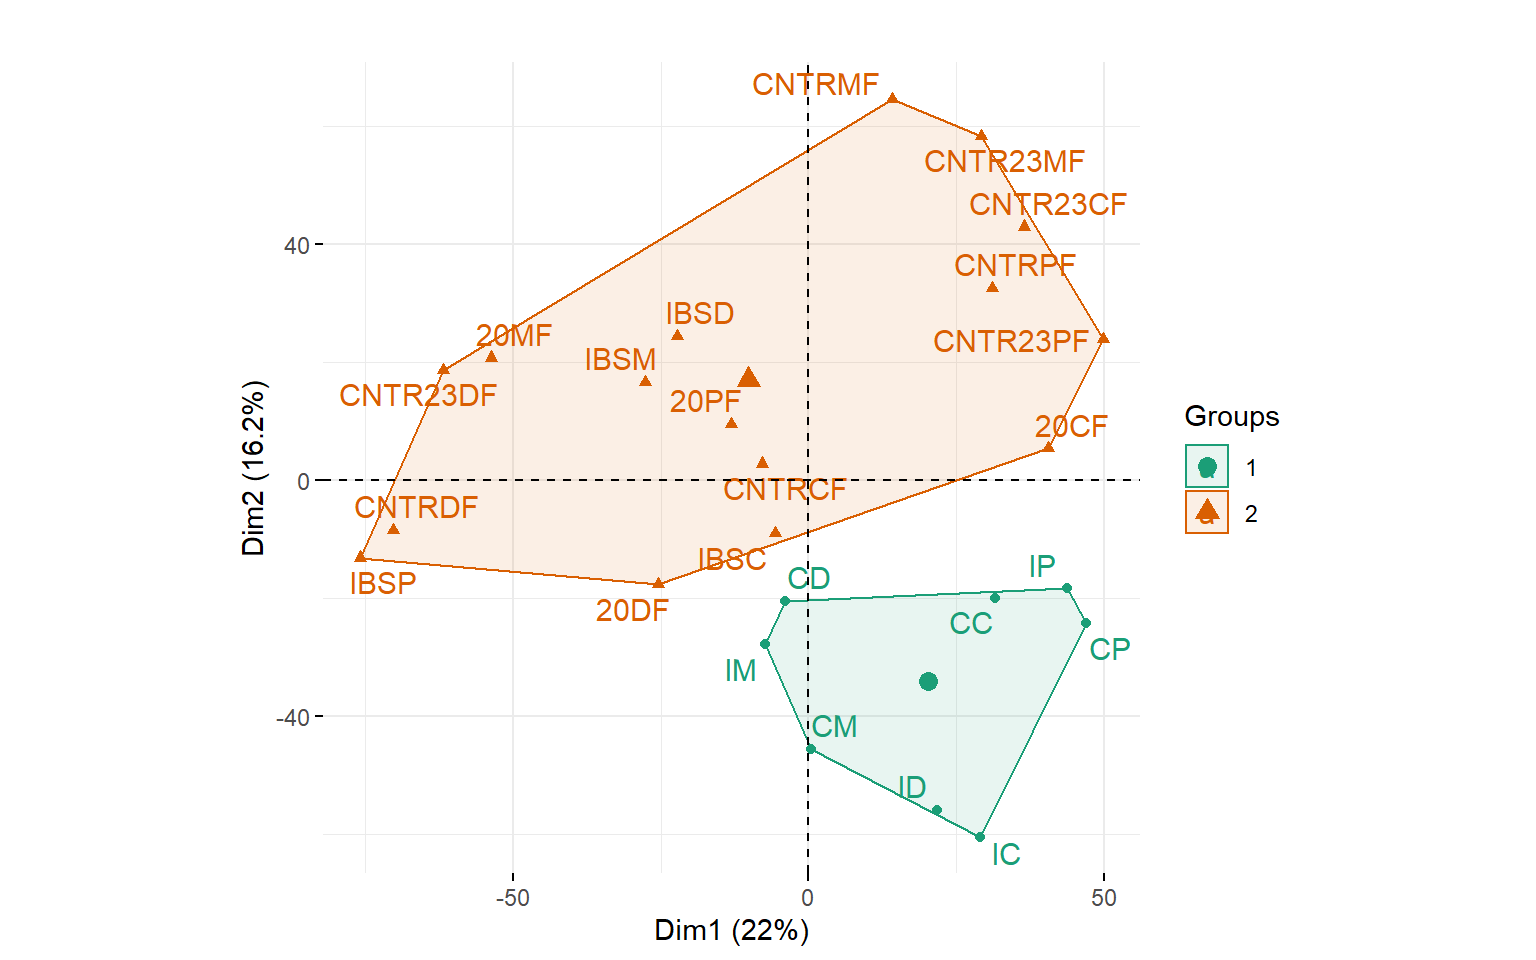 CNTRMF
CNTR23MF
CNTR23CF
40
CNTRPF
IBSD
20MF
CNTR23PF
IBSM
CNTR23DF
20PF
Groups
20CF
1
0
CNTRCF
CNTRDF
2
IBSC
IBSP
CD
IP
20DF
CC
CP
IM
-40
CM
ID
IC
-50
0
50
Dim1 (22%)
Dim2 (16.2%)